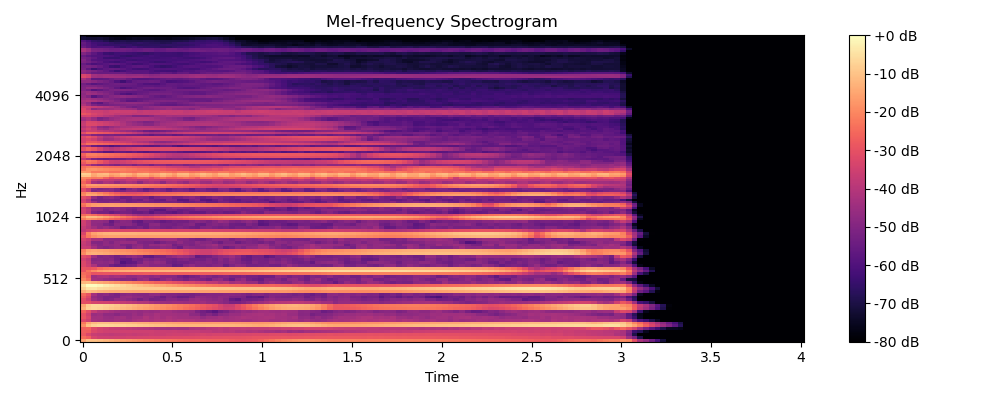 Mel-frequency Spectrogram
Hz
4096
2048
1024
512
0
0
0.5
1
1.5
2
2.5
3
3.5
4
Time
+0 dB
-10 dB
-20 dB
-30 dB
-40 dB
-50 dB
-60 dB
-70 dB
-80 dB